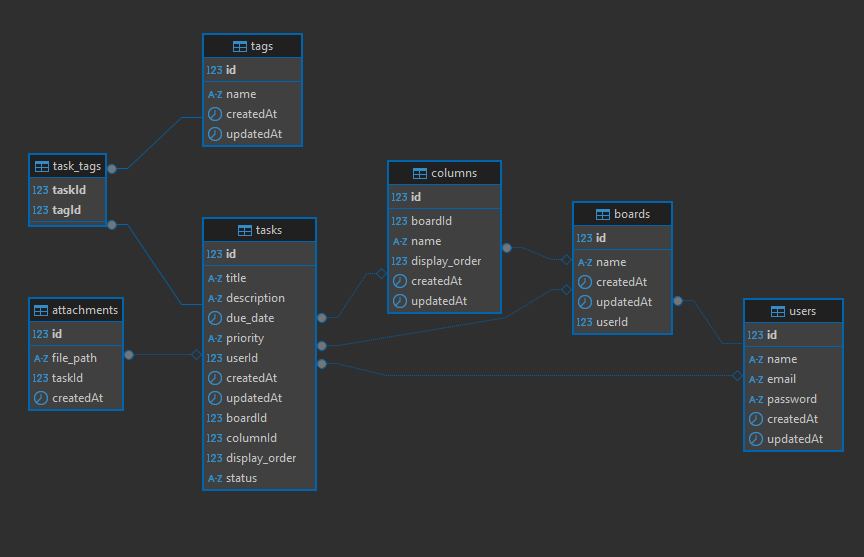 tags
123 id
A-Z name
createdAt
updatedAt
task_tags
123 taskId
123 tagId
columns
123 id
123 boardId
A-Z name
123 display_order
createdAt
updatedAt
boards
123 id
A-Z name
createdAt
updatedAt
123 userId
tasks
123 id
A-Z title
A-Z description
due_date
A-Z priority
123 userId
createdAt
updatedAt
123 boardId
123 columnId
123 display_order
A-Z status
attachments
123 id
A-Z file_path
123 taskId
createdAt
users
123 id
A-Z name
A-Z email
A-Z password
createdAt
updatedAt